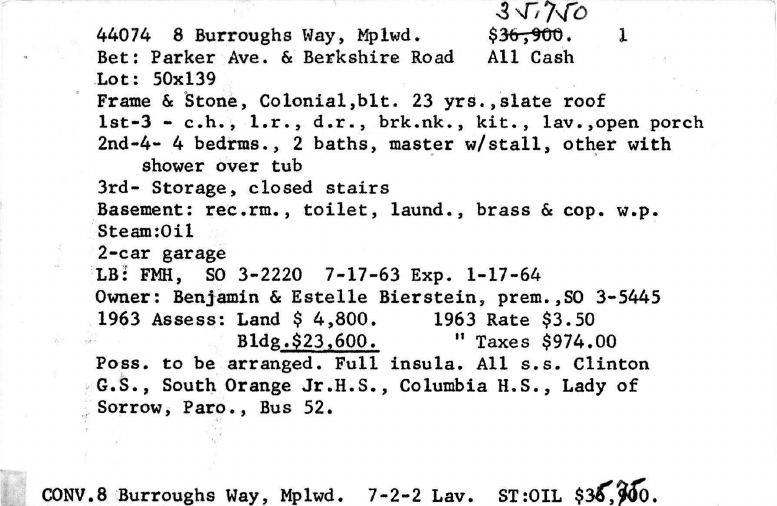 35,750
44074 8 Burroughs Way, Mplwd. $36,900. 1
Bet: Parker Ave. & Berkshire Road All Cash
Lot: 50x139
Frame & Stone, Colonial,blt. 23 yrs.,slate roof
1st-3 - c.h., l.r., d.r., brk.nk., kit., lav.,open porch
2nd-4- 4 bedrms., 2 baths, master w/stall, other with
shower over tub
3rd- Storage, closed stairs
Basement: rec.rm., toilet, laund., brass & cop. w.p.
Steam:Oil
2-car garage
LB: FMH, SO 3-2220 7-17-63 Exp. 1-17-64
Owner: Benjamin & Estelle Bierstein, prem.,SO 3-5445
1963 Assess: Land $ 4,800. 1963 Rate $3.50
Bldg.$23,600. " Taxes $974.00
Poss. to be arranged. Full insula. All s.s. Clinton
G.S., South Orange Jr.H.S., Columbia H.S., Lady of
Sorrow, Paro., Bus 52.
CONV.8 Burroughs Way, Mplwd. 7-2-2 Lav. ST:OIL